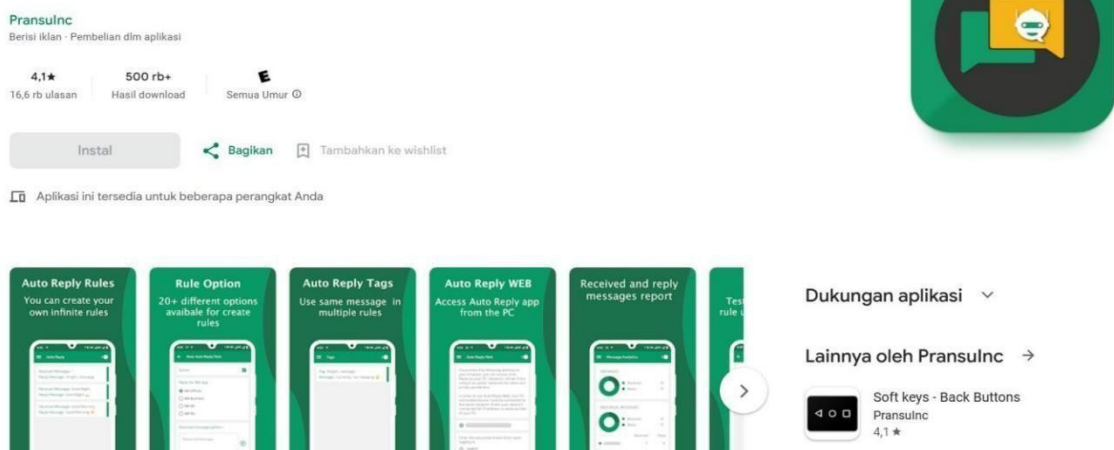 PransuInc
Berisi iklan · Pembelian dlm aplikasi
4,1★
16,6 rb ulasan
500 rb+
Hasil download
E
Semua Umur
Instal
Bagikan
Tambahkan ke wishlist
Aplikasi ini tersedia untuk beberapa perangkat Anda
Auto Reply Rules
You can create your
own infinite rules
Rule Option
20+ different options
avaibale for create
rules
Auto Reply Tags
Use same message in
multiple rules
Auto Reply WEB
Access Auto Reply app
from the PC
Received and reply
messages report
Dukungan aplikasi
Lainnya oleh PransuInc →
Soft keys - Back Buttons
PransuInc
4,1 ★